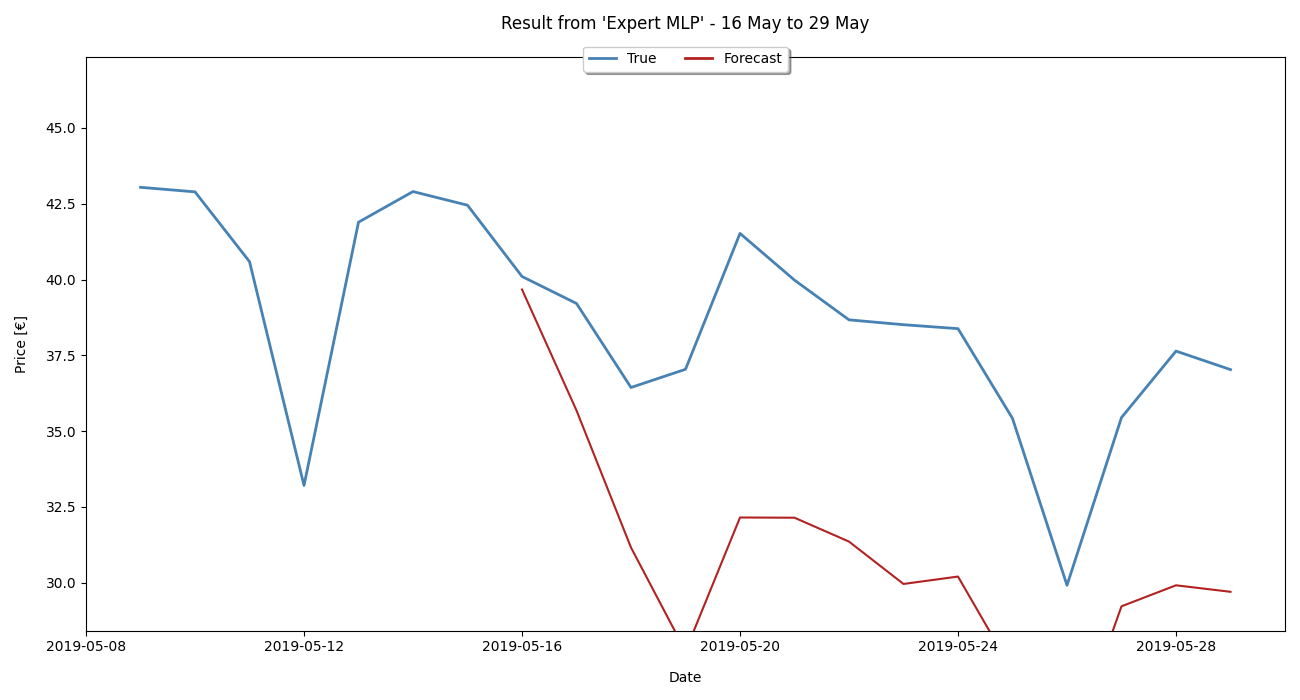 Result from 'Expert MLP' - 16 May to 29 May
True Forecast
45.0
42.5
40.0
37.5
35.0
32.5
30.0
Price [€]
2019-05-08 2019-05-12 2019-05-16 2019-05-20 2019-05-24 2019-05-28
Date